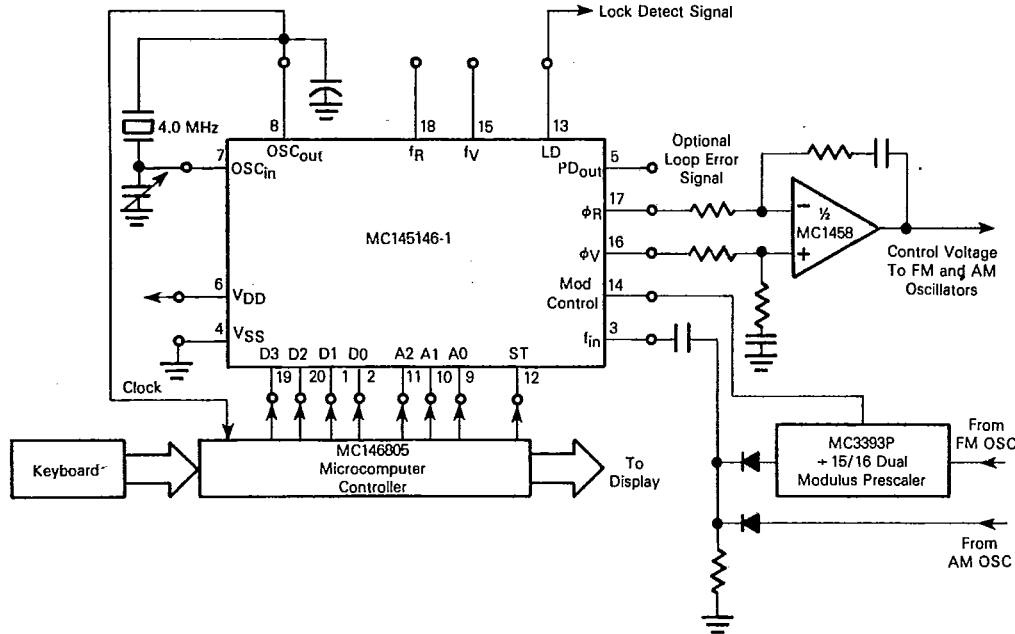 Lock Detect Signal
4.0 MHz
8
18
15
13
OSCout
fR
fV
LD
7
OSCin
5
PDout
Optional
Loop Error
Signal
17
ϕR
16
ϕV
MC145146-1
–
½
MC1458
+
Control Voltage
To FM and AM
Oscillators
6
VDD
4
VSS
Mod
Control
14
3
fin
D3 D2 D1 D0 A2 A1 A0 ST
19 20 1 2 11 10 9 12
Clock
Keyboard
MC146805
Microcomputer
Controller
To
Display
MC3393P
÷ 15/16 Dual
Modulus Prescaler
From
FM OSC
From
AM OSC